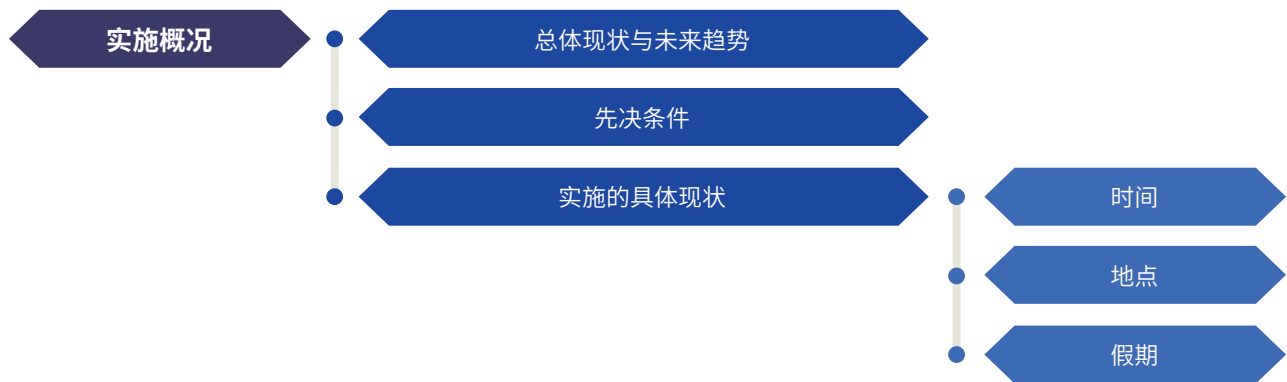 实施概况
总体现状与未来趋势
先决条件
实施的具体现状
时间
地点
假期